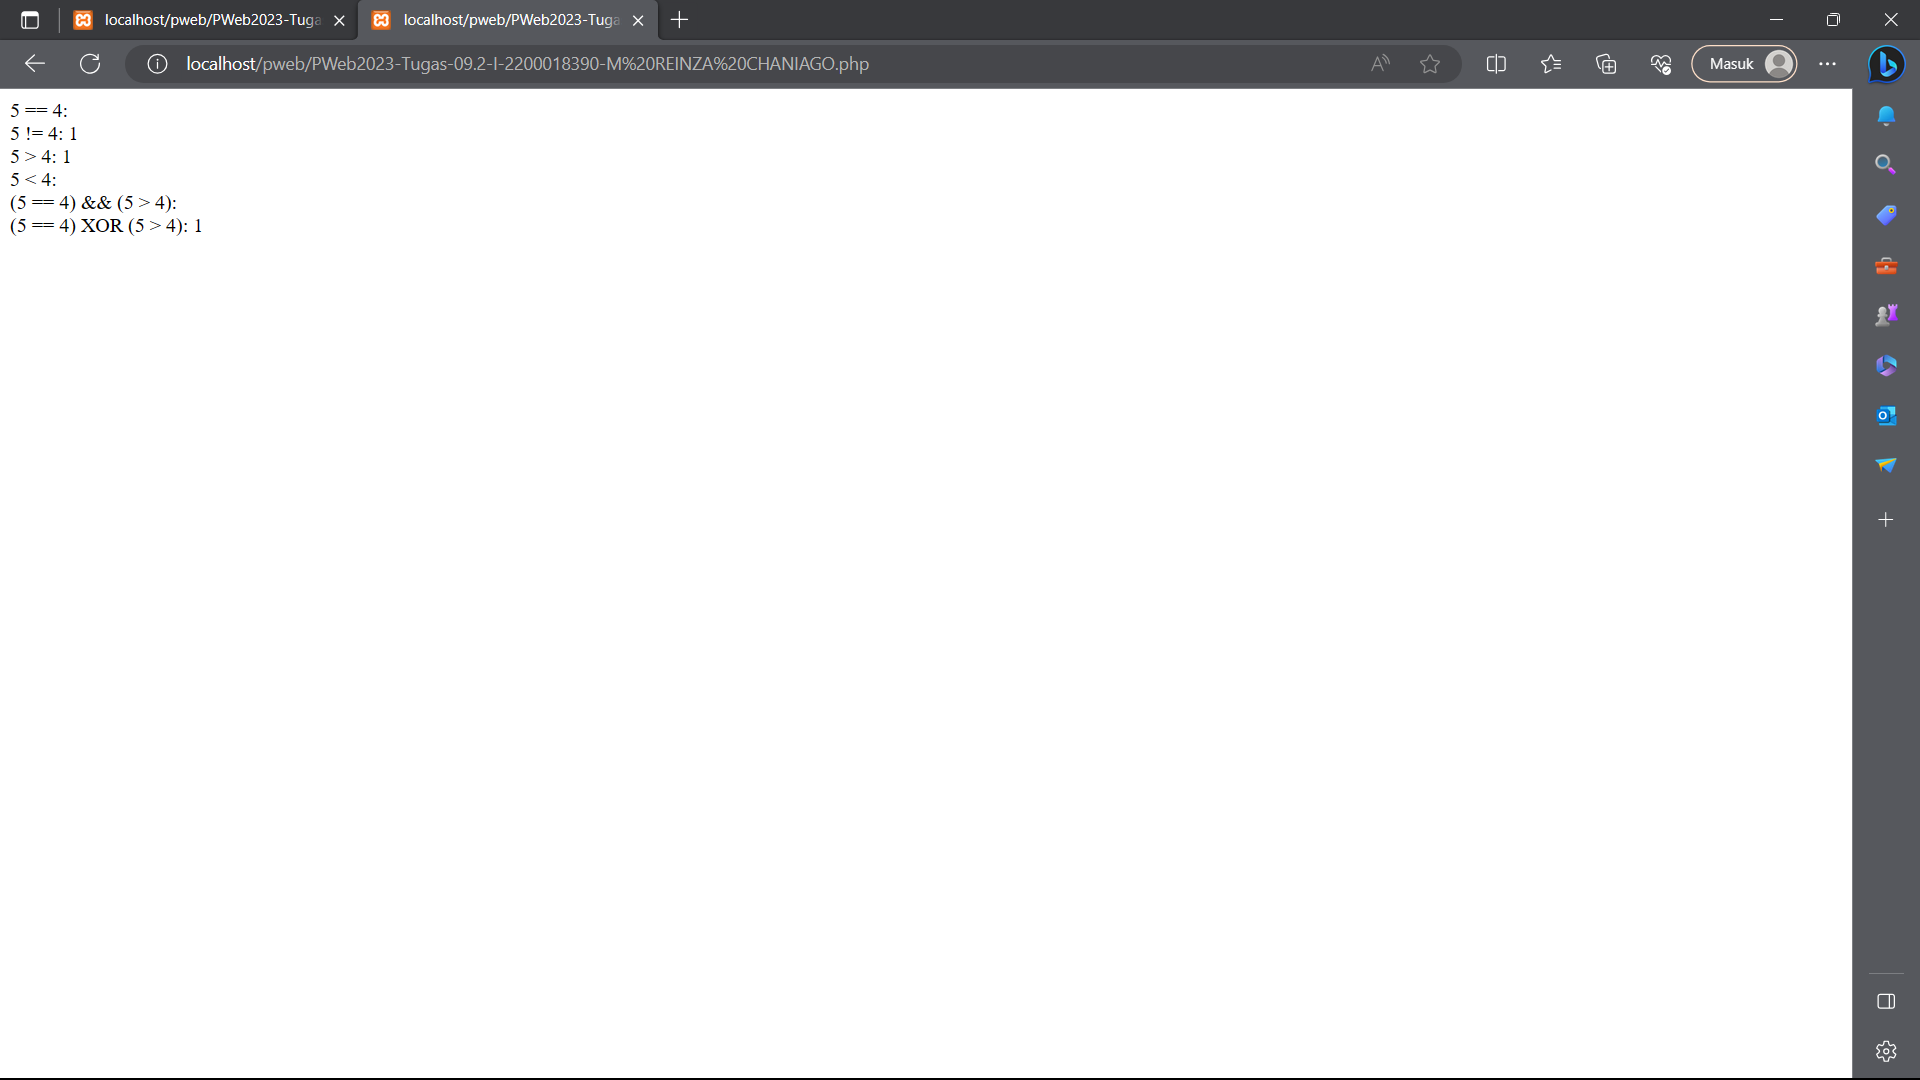 localhost/pweb/PWeb2023-Tuga
localhost/pweb/PWeb2023-Tuga
localhost/pweb/PWeb2023-Tugas-09.2-I-2200018390-M%20REINZA%20CHANIAGO.php
Masuk
5 == 4:
5 != 4: 1
5 > 4: 1
5 < 4:
(5 == 4) && (5 > 4):
(5 == 4) XOR (5 > 4): 1